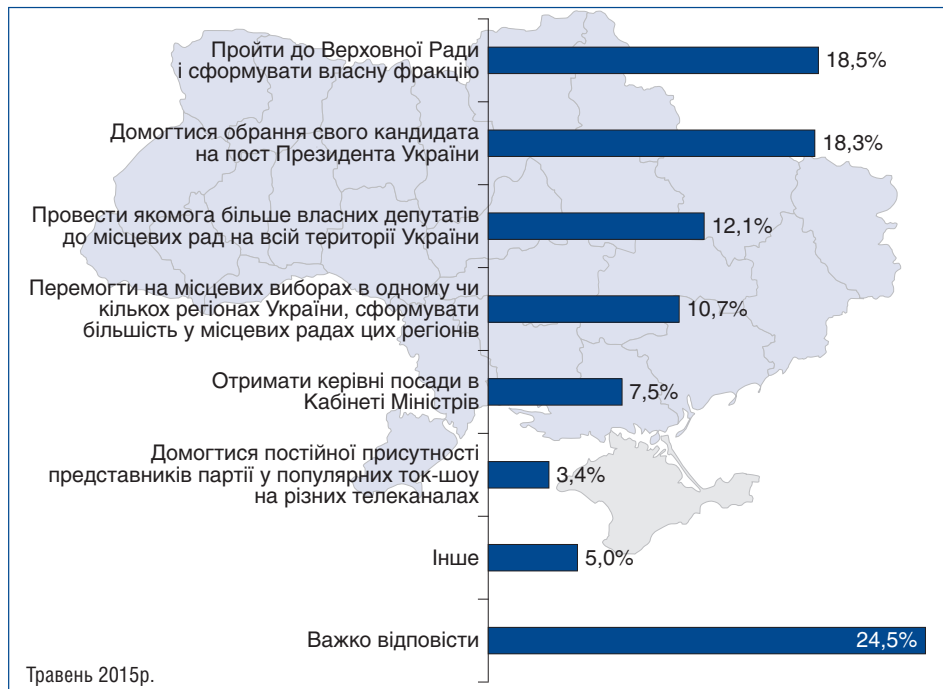 Пройти до Верховної Ради
і сформувати власну фракцію
18,5%
Домогтися обрання свого кандидата
на пост Президента України
18,3%
Провести якомога більше власних депутатів
до місцевих рад на всій території України
12,1%
Перемогти на місцевих виборах в одному чи
кількох регіонах України, сформувати
більшість у місцевих радах цих регіонів
10,7%
Отримати керівні посади в
Кабінеті Міністрів
7,5%
Домогтися постійної присутності
представників партії у популярних ток-шоу
на різних телеканалах
3,4%
Інше
5,0%
Важко відповісти
24,5%
Травень 2015р.